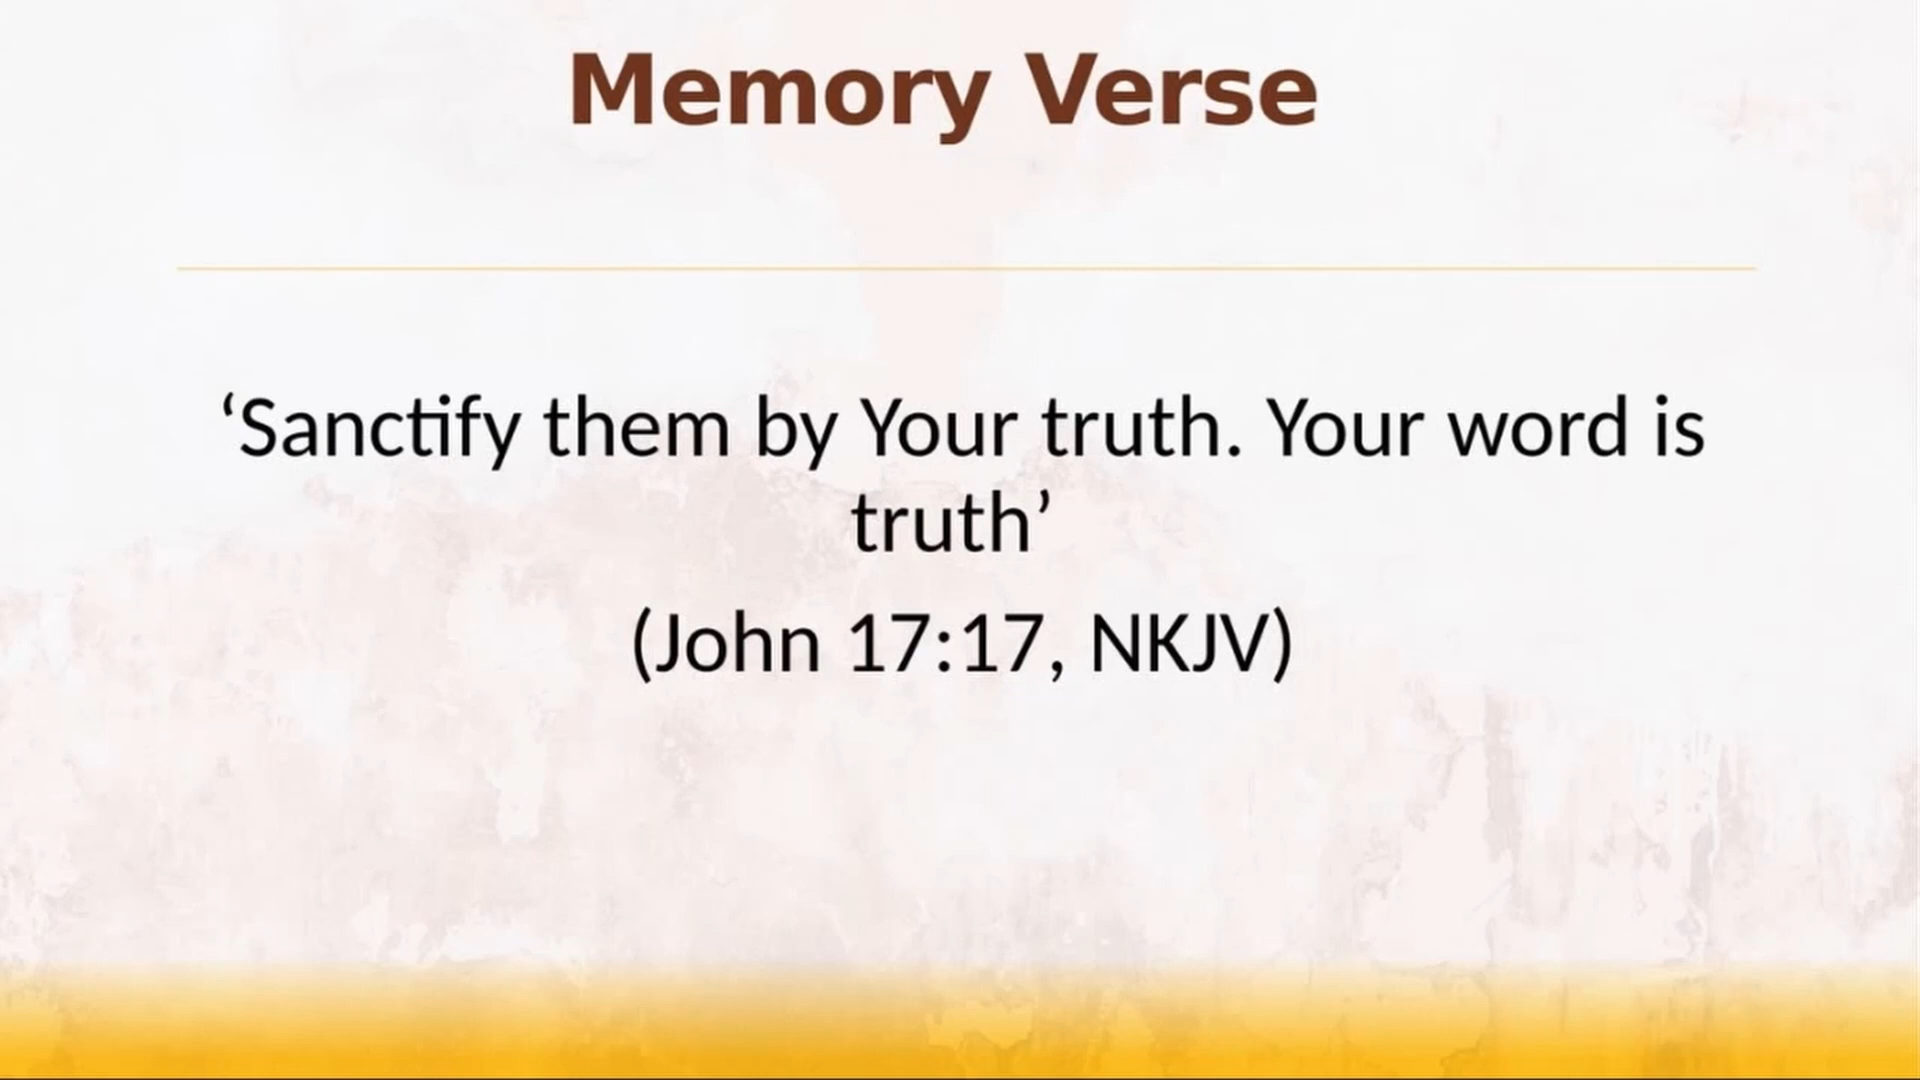 Memory Verse
‘Sanctify them by Your truth. Your word is
truth’
(John 17:17, NKJV)